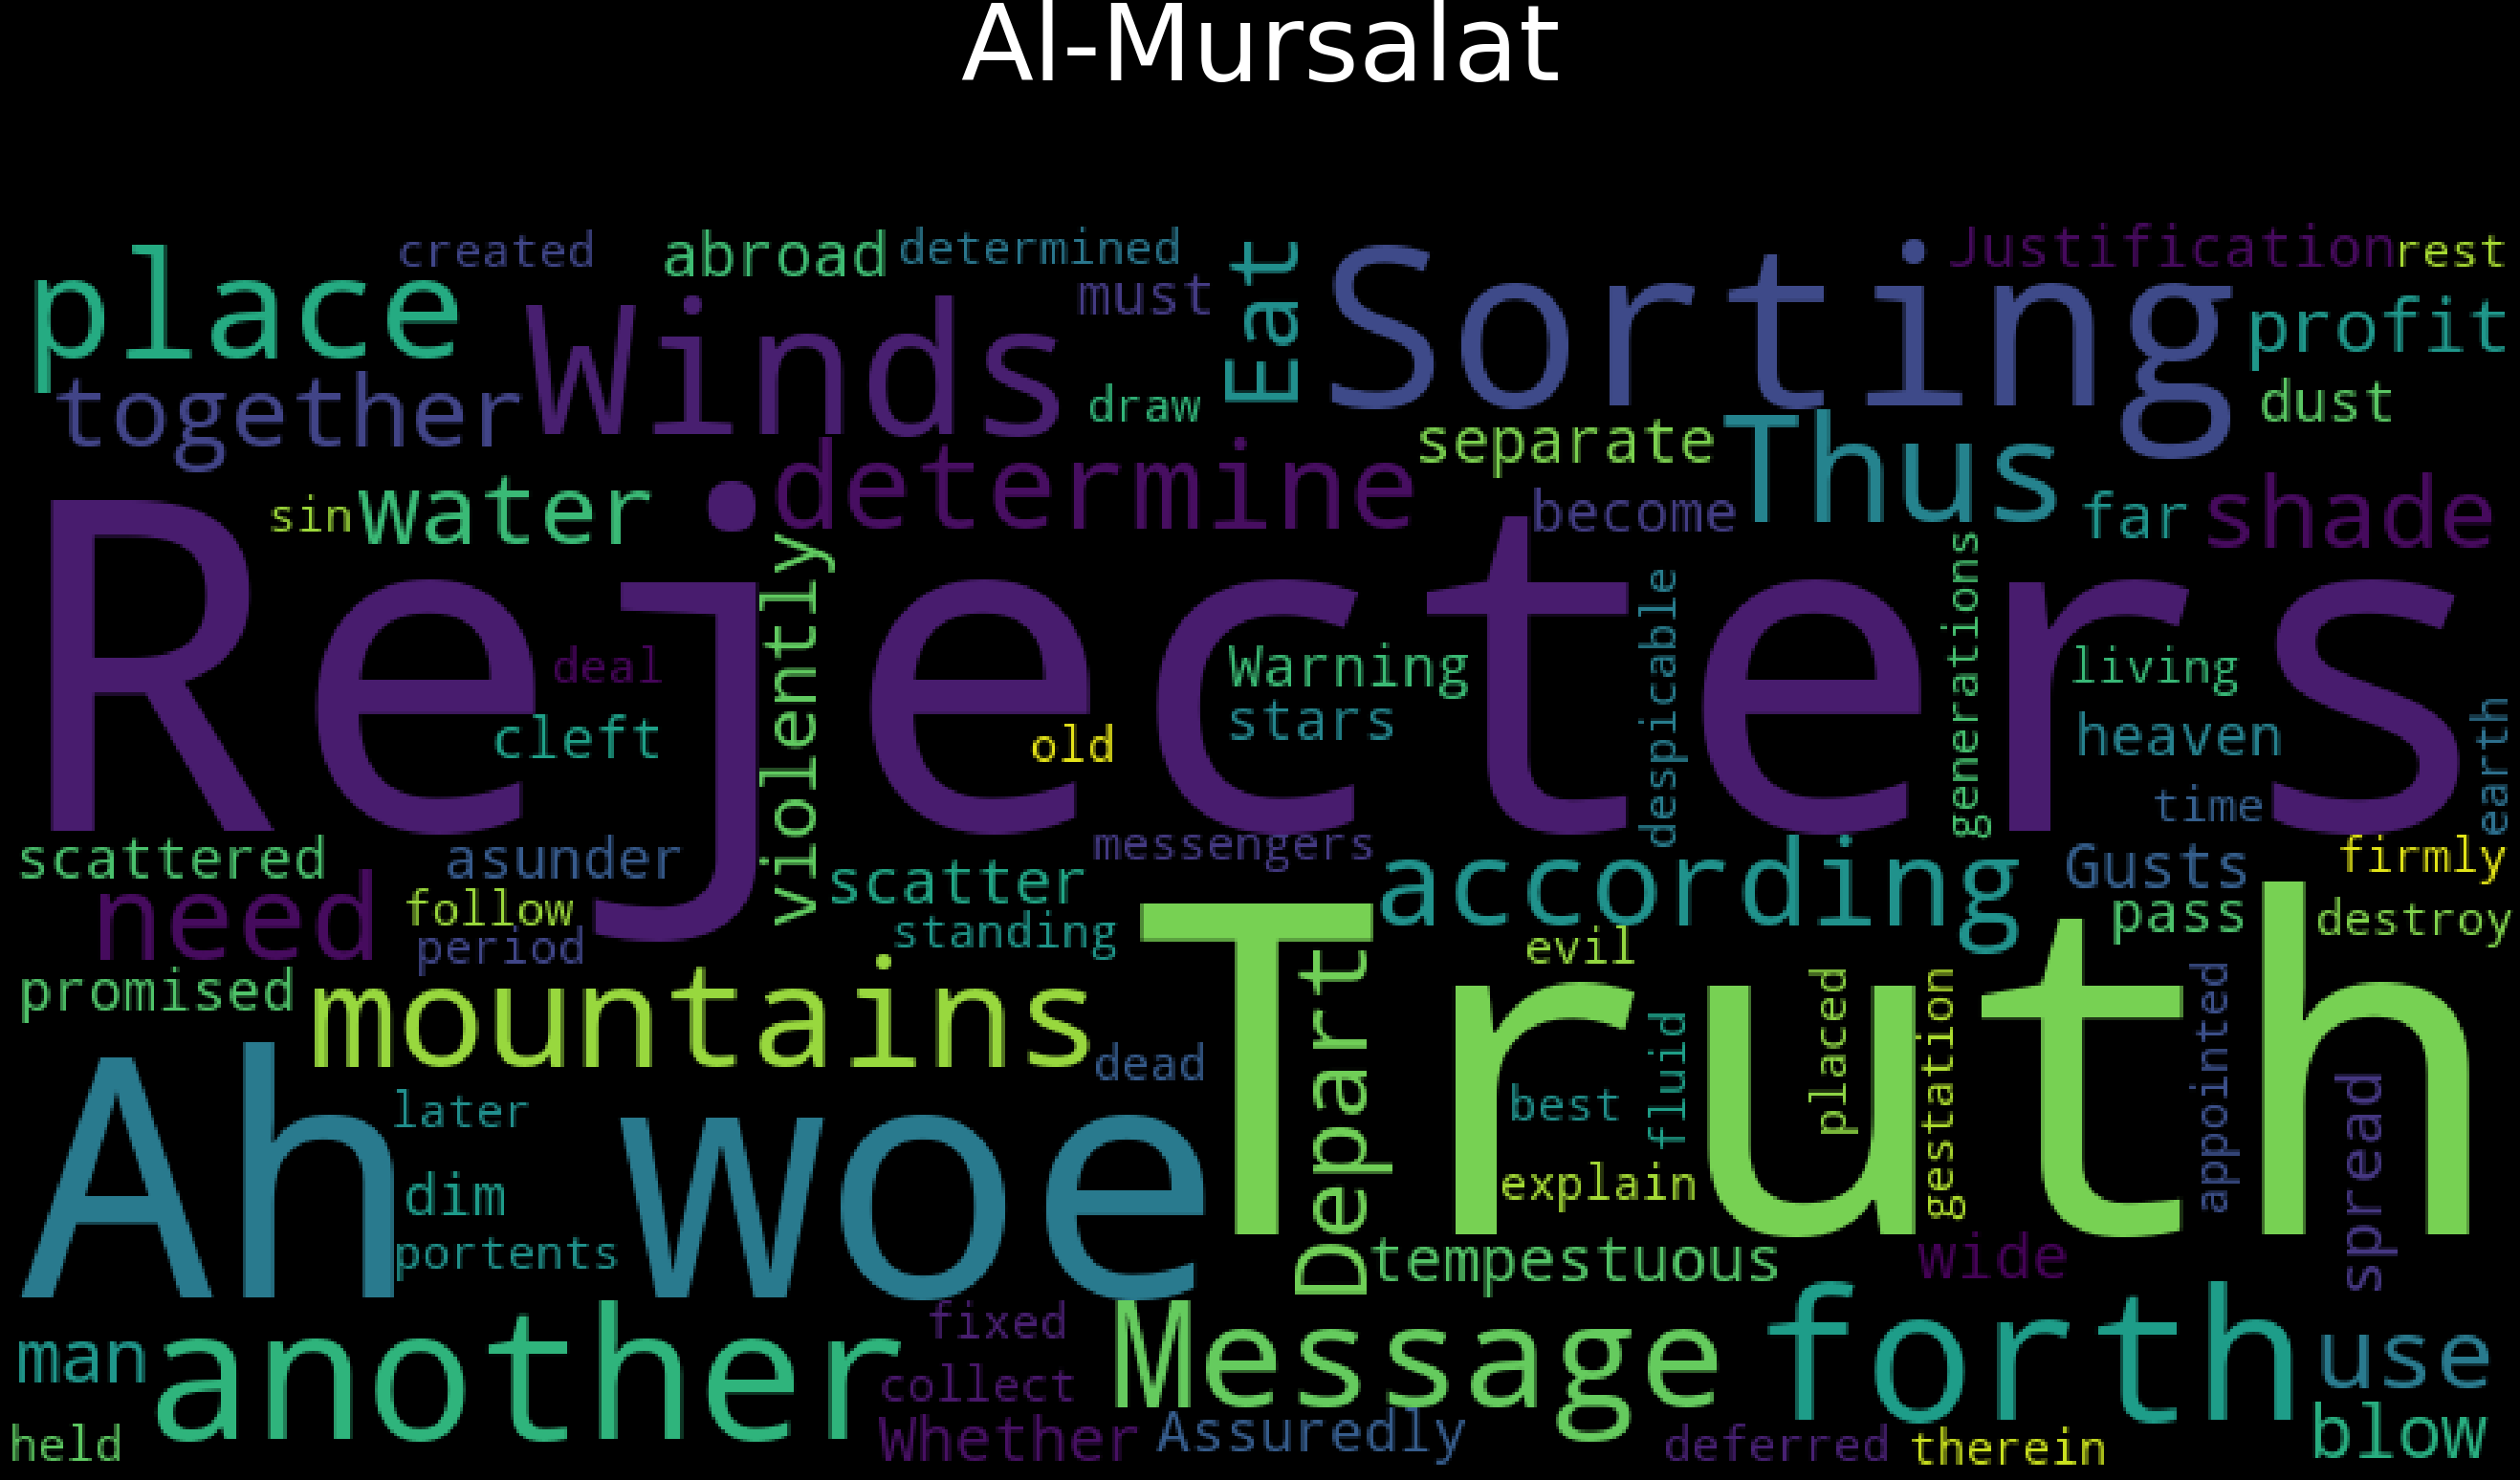 Al-Mursalat
created
abroad
determined
Justification
rest
place
Winds
must
Eat
Sorting
profit
together
draw
dust
separate
Thus
sin
water
determine
become
far
shade
Rejecters
violently
despicable
generations
deal
Warning
living
cleft
old
stars
heaven
earth
time
scattered
asunder
messengers
according
Gusts
firmly
need
follow
scatter
pass
destroy
period
standing
evil
promised
mountains
Truth
Depart
placed
gestation
appointed
dead
fluid
spread
Ah woe
later
best
dim
explain
portents
tempestuous
wide
man
another
fixed
Message
forth
use
collect
held
Whether
Assuredly
deferred
therein
blow